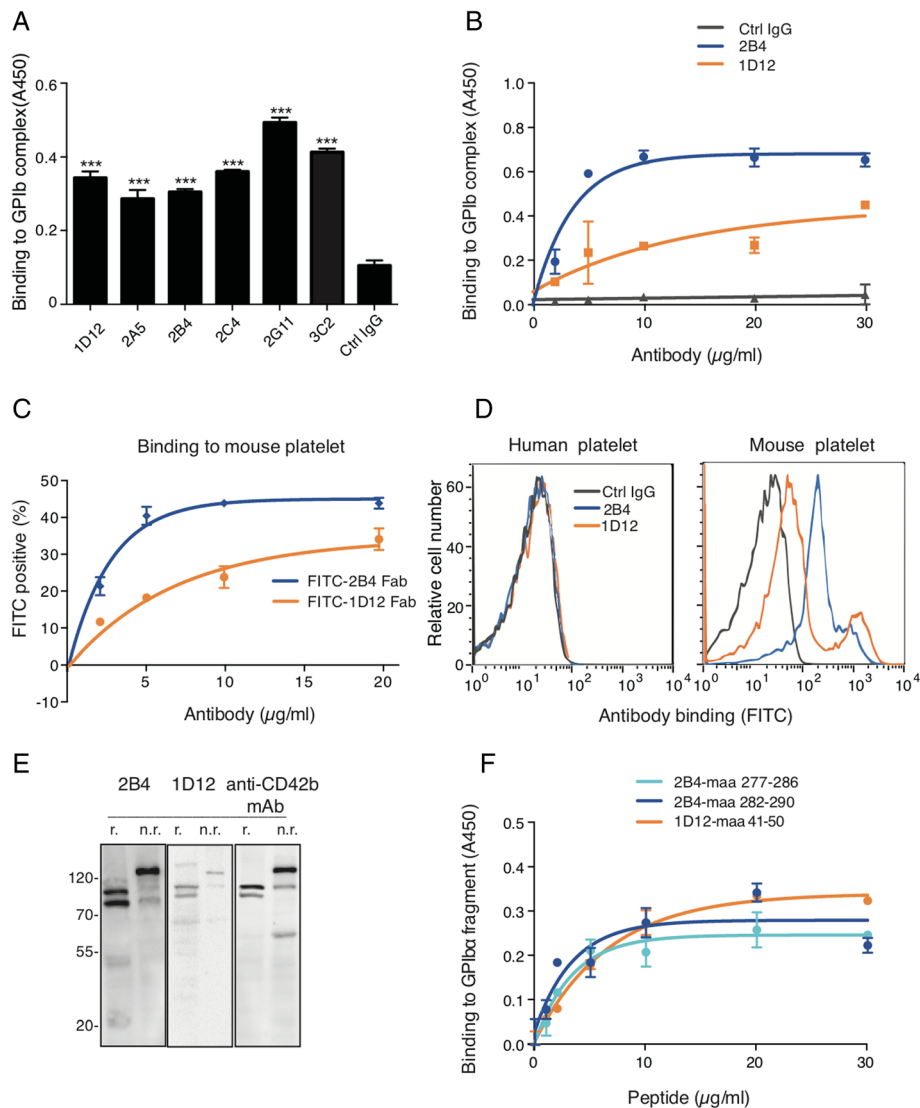 A
Binding to GPIb complex(A450)
0.6
0.4
0.2
0
***
***
***
***
***
***
1D12
2A5
2B4
2C4
2G11
3C2
Ctrl IgG
B
Ctrl IgG
2B4
1D12
Binding to GPIb complex (A450)
1.0
0.8
0.6
0.4
0.2
0.0
0 10 20 30
Antibody (µg/ml)
C
Binding to mouse platelet
FITC positive (%)
50
40
30
20
10
0
-10
5 10 15 20
FITC-2B4 Fab
FITC-1D12 Fab
Antibody (µg/ml)
D
Human platelet
Mouse platelet
Relative cell number
60
40
20
0
Ctrl IgG
2B4
1D12
10⁰ 10¹ 10² 10³ 10⁴
10⁰ 10¹ 10² 10³ 10⁴
Antibody binding (FITC)
E
2B4 1D12 anti-CD42b
mAb
r. n.r. r. n.r. r. n.r.
120-
70-
55-
20-
F
2B4-maa 277-286
2B4-maa 282-290
1D12-maa 41-50
Binding to GPIbα fragment (A450)
0.5
0.4
0.3
0.2
0.1
0.0
0 10 20 30
Peptide (µg/ml)